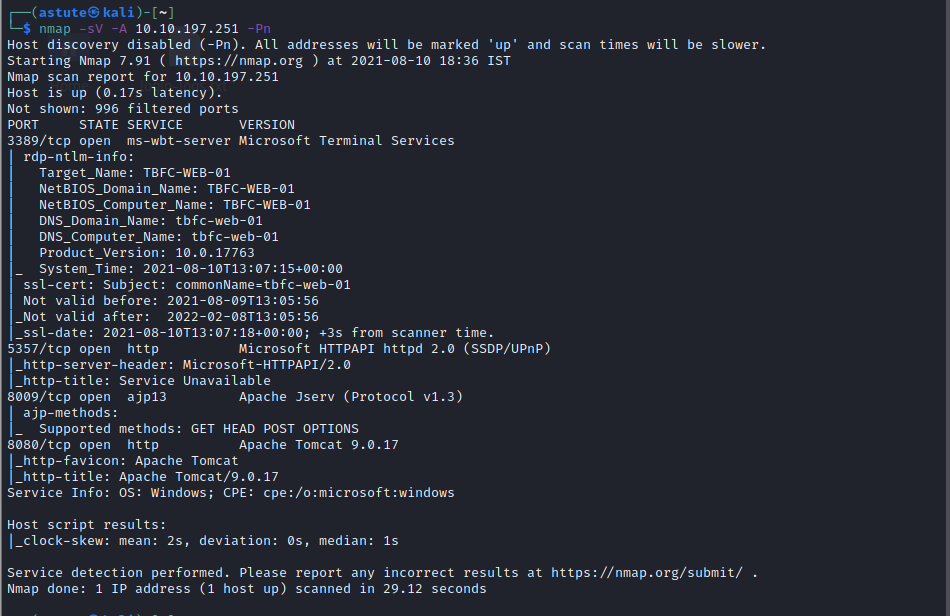 ┌──(astute㉿kali)-[~]
└─$ nmap -sV -A 10.10.197.251 -Pn
Host discovery disabled (-Pn). All addresses will be marked 'up' and scan times will be slower.
Starting Nmap 7.91 ( https://nmap.org ) at 2021-08-10 18:36 IST
Nmap scan report for 10.10.197.251
Host is up (0.17s latency).
Not shown: 996 filtered ports
PORT     STATE SERVICE       VERSION
3389/tcp open  ms-wbt-server Microsoft Terminal Services
| rdp-ntlm-info:
|   Target_Name: TBFC-WEB-01
|   NetBIOS_Domain_Name: TBFC-WEB-01
|   NetBIOS_Computer_Name: TBFC-WEB-01
|   DNS_Domain_Name: tbfc-web-01
|   DNS_Computer_Name: tbfc-web-01
|   Product_Version: 10.0.17763
|_  System_Time: 2021-08-10T13:07:15+00:00
| ssl-cert: Subject: commonName=tbfc-web-01
| Not valid before: 2021-08-09T13:05:56
|_Not valid after:  2022-02-08T13:05:56
|_ssl-date: 2021-08-10T13:07:18+00:00; +3s from scanner time.
5357/tcp open  http          Microsoft HTTPAPI httpd 2.0 (SSDP/UPnP)
|_http-server-header: Microsoft-HTTPAPI/2.0
|_http-title: Service Unavailable
8009/tcp open  ajp13         Apache Jserv (Protocol v1.3)
| ajp-methods:
|_  Supported methods: GET HEAD POST OPTIONS
8080/tcp open  http          Apache Tomcat 9.0.17
|_http-favicon: Apache Tomcat
|_http-title: Apache Tomcat/9.0.17
Service Info: OS: Windows; CPE: cpe:/o:microsoft:windows

Host script results:
|_clock-skew: mean: 2s, deviation: 0s, median: 1s

Service detection performed. Please report any incorrect results at https://nmap.org/submit/ .
Nmap done: 1 IP address (1 host up) scanned in 29.12 seconds